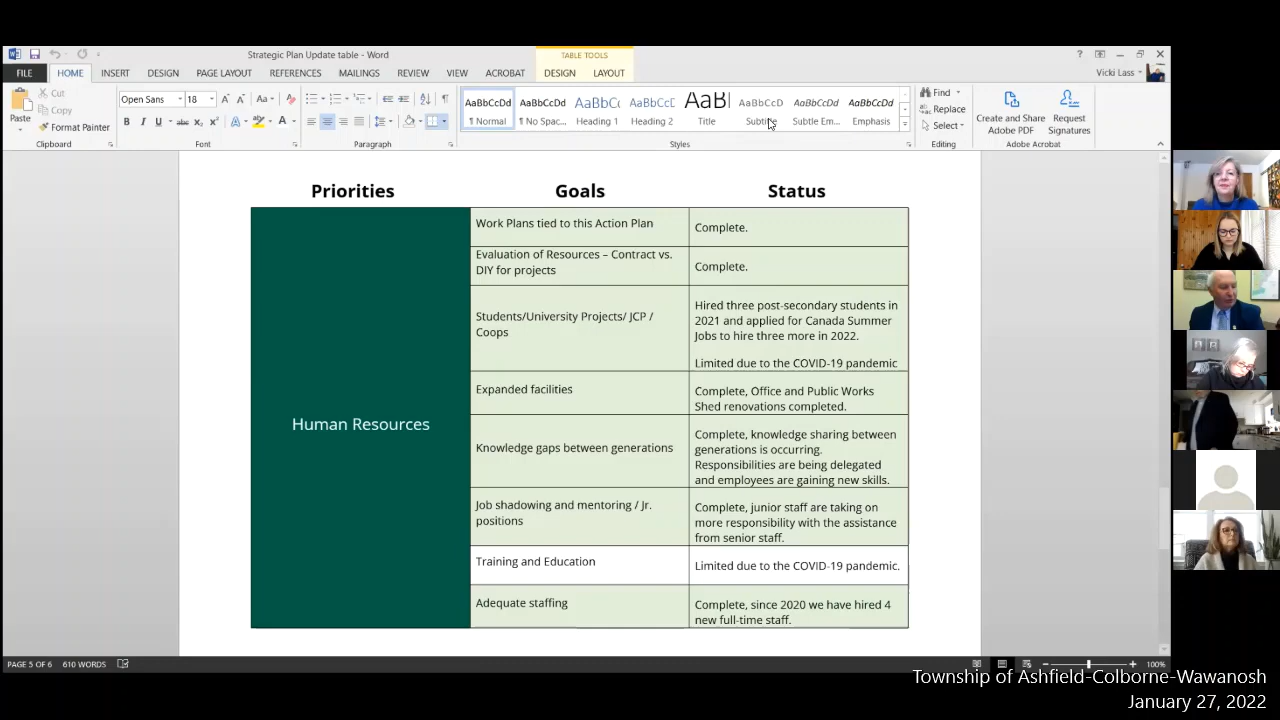 Strategic Plan Update table - Word
TABLE TOOLS
FILE HOME INSERT DESIGN PAGE LAYOUT REFERENCES MAILINGS REVIEW VIEW ACROBAT DESIGN LAYOUT
Vicki Lass
Paste
Cut
Copy
Format Painter
Clipboard
Open Sans 18
Font
Paragraph
AaBbCcDd AaBbCcDd AaBbCc AaBbCcD AaBl AaBbCcD AaBbCcDd AaBbCcDd
¶ Normal ¶ No Spac... Heading 1 Heading 2 Title Subtitle Subtle Em... Emphasis
Styles
Find
Replace
Select
Editing
Create and Share
Adobe PDF
Request
Signatures
Adobe Acrobat
Priorities Goals Status
Human Resources
Work Plans tied to this Action Plan
Complete.
Evaluation of Resources – Contract vs.
DIY for projects
Complete.
Students/University Projects/ JCP /
Coops
Hired three post-secondary students in
2021 and applied for Canada Summer
Jobs to hire three more in 2022.
Limited due to the COVID-19 pandemic
Expanded facilities
Complete, Office and Public Works
Shed renovations completed.
Knowledge gaps between generations
Complete, knowledge sharing between
generations is occurring.
Responsibilities are being delegated
and employees are gaining new skills.
Job shadowing and mentoring / Jr.
positions
Complete, junior staff are taking on
more responsibility with the assistance
from senior staff.
Training and Education
Limited due to the COVID-19 pandemic.
Adequate staffing
Complete, since 2020 we have hired 4
new full-time staff.
PAGE 5 OF 6 610 WORDS
100%
Township of Ashfield-Colborne-Wawanosh
January 27, 2022